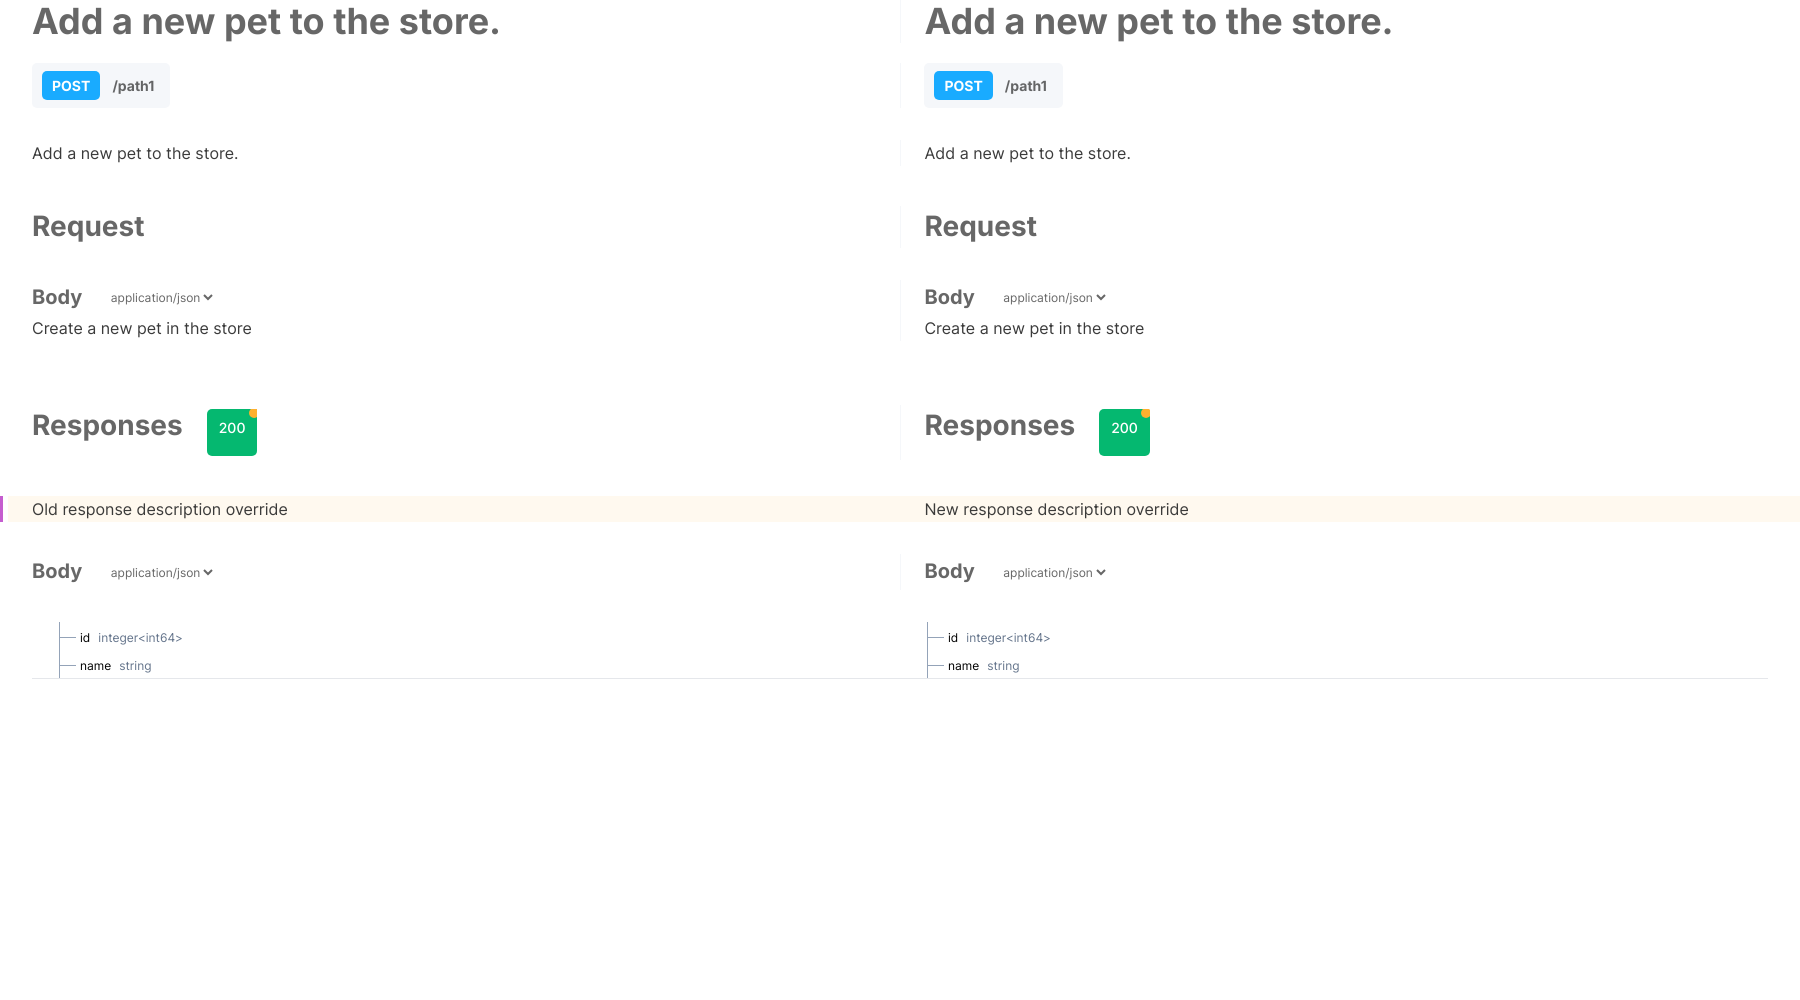 Add a new pet to the store.
POST /path1
Add a new pet to the store.
Request
Body application/json
Create a new pet in the store
Responses 200
Old response description override
Body application/json
id integer<int64>
name string
Add a new pet to the store.
POST /path1
Add a new pet to the store.
Request
Body application/json
Create a new pet in the store
Responses 200
New response description override
Body application/json
id integer<int64>
name string